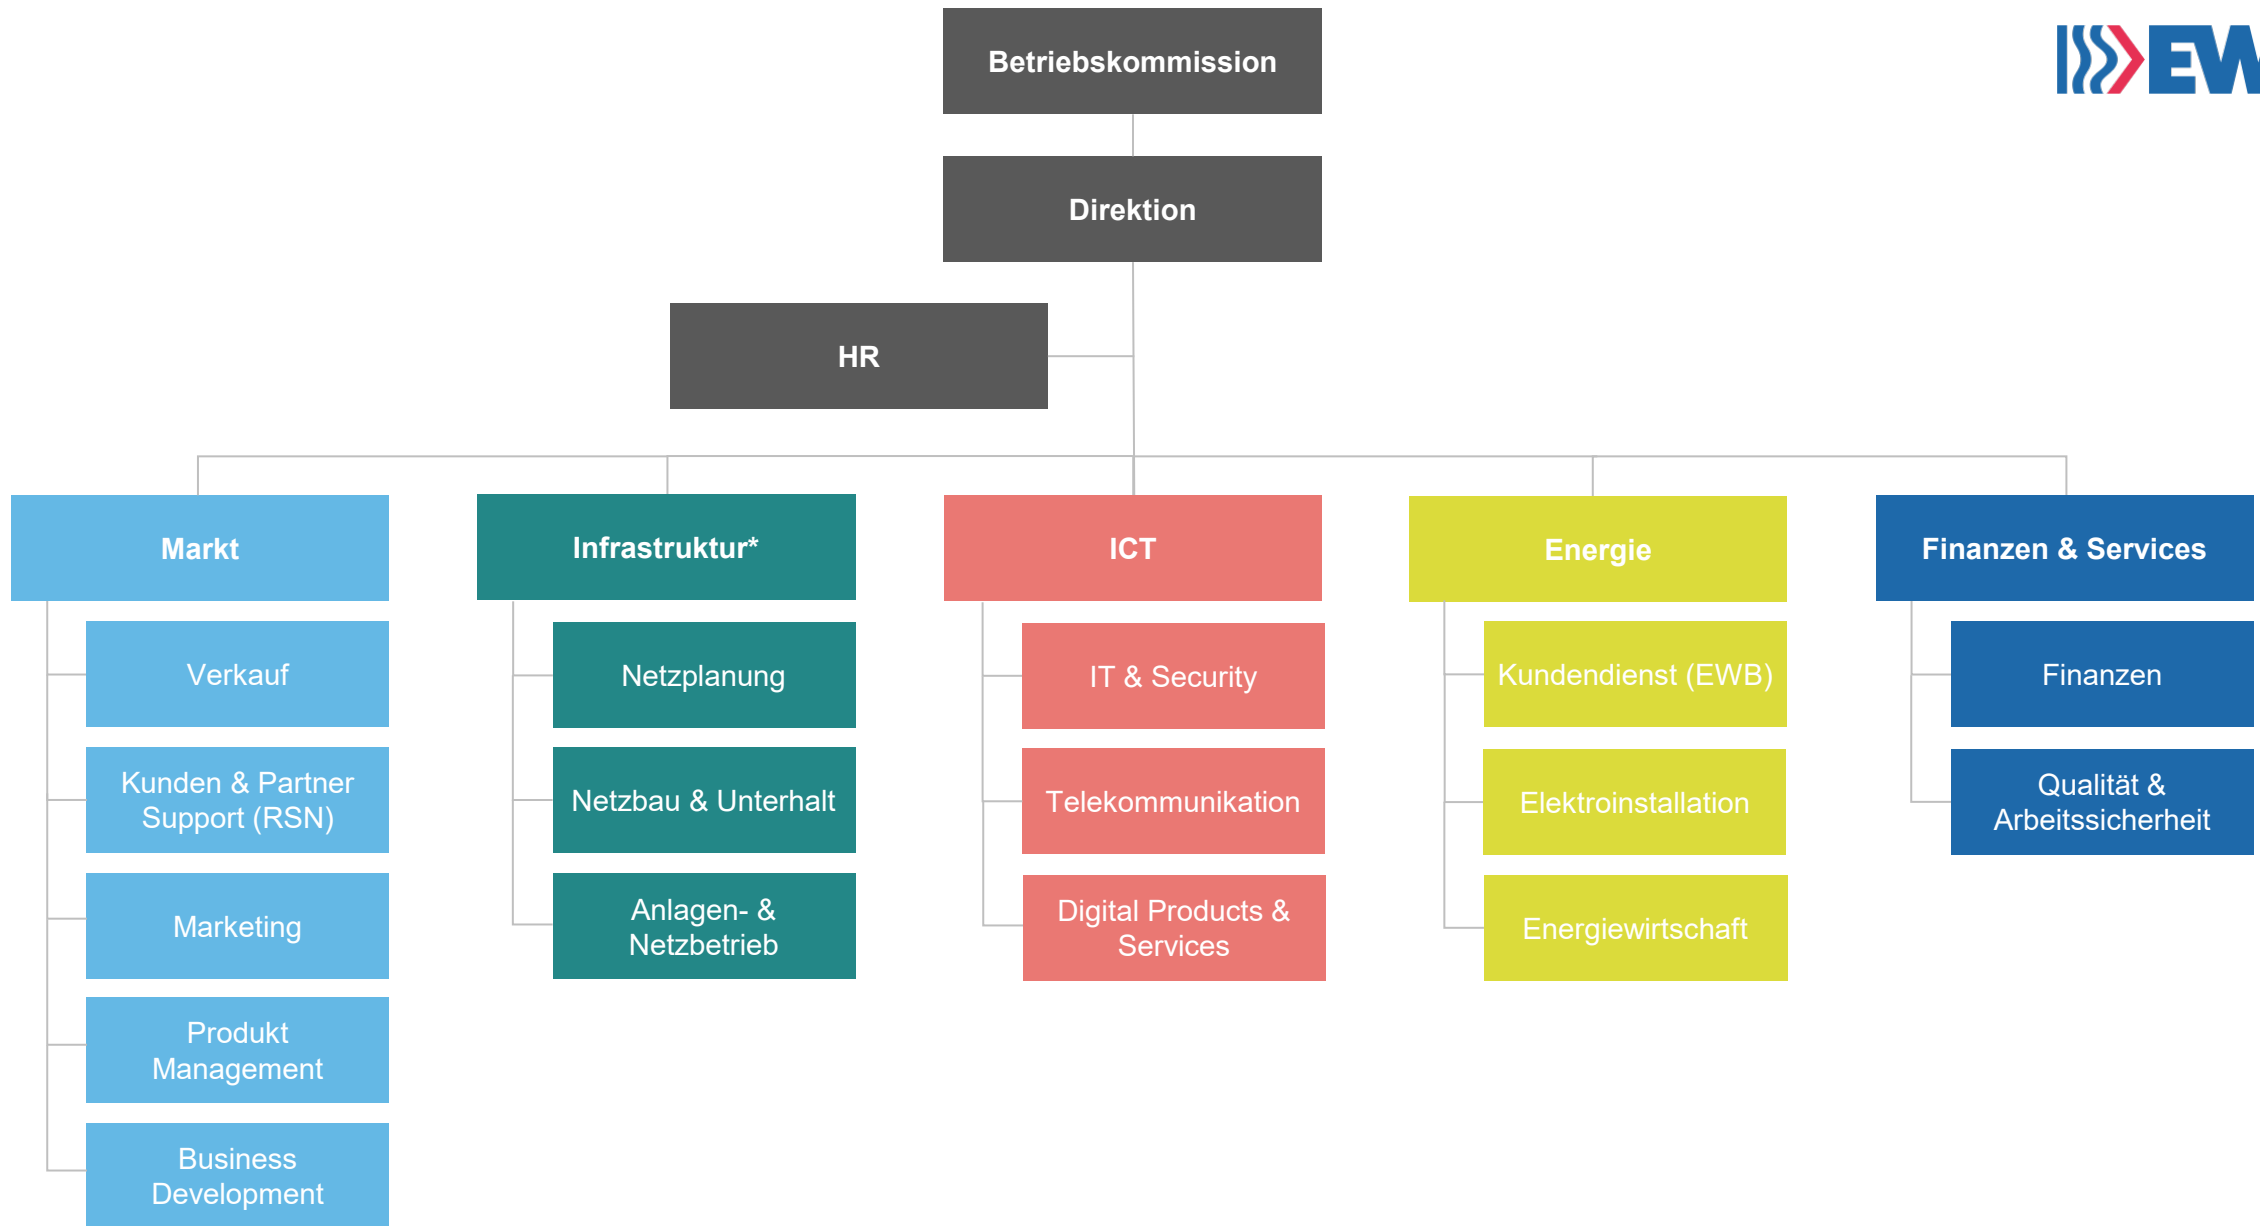 Betriebskommission
EW
Direktion
HR
Markt
Infrastruktur*
ICT
Energie
Finanzen & Services
Verkauf
Kunden & Partner
Support (RSN)
Marketing
Produkt
Management
Business
Development
Netzplanung
Netzbau & Unterhalt
Anlagen- &
Netzbetrieb
IT & Security
Telekommunikation
Digital Products &
Services
Kundendienst (EWB)
Elektroinstallation
Energiewirtschaft
Finanzen
Qualität &
Arbeitssicherheit